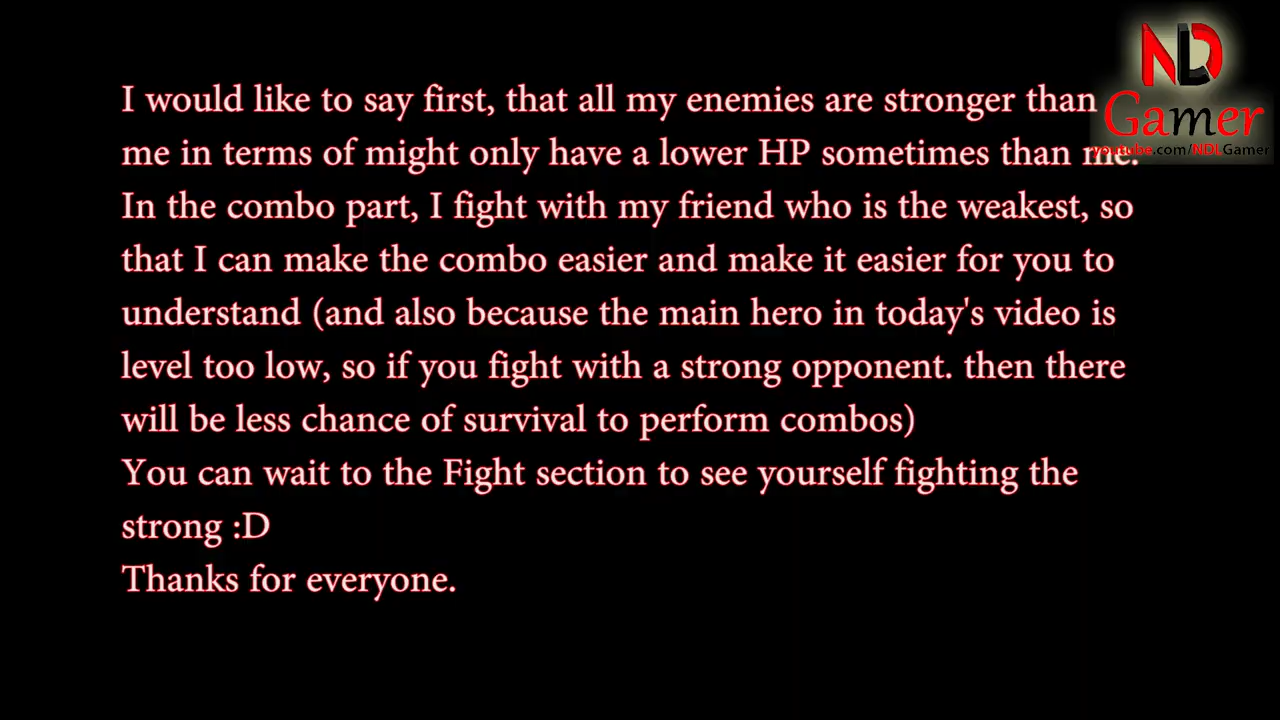 I would like to say first, that all my enemies are stronger than
me in terms of might only have a lower HP sometimes than me.
In the combo part, I fight with my friend who is the weakest, so
that I can make the combo easier and make it easier for you to
understand (and also because the main hero in today's video is
level too low, so if you fight with a strong opponent. then there
will be less chance of survival to perform combos)
You can wait to the Fight section to see yourself fighting the
strong :D
Thanks for everyone.
NDL
Gamer
youtube.com/NDLGamer